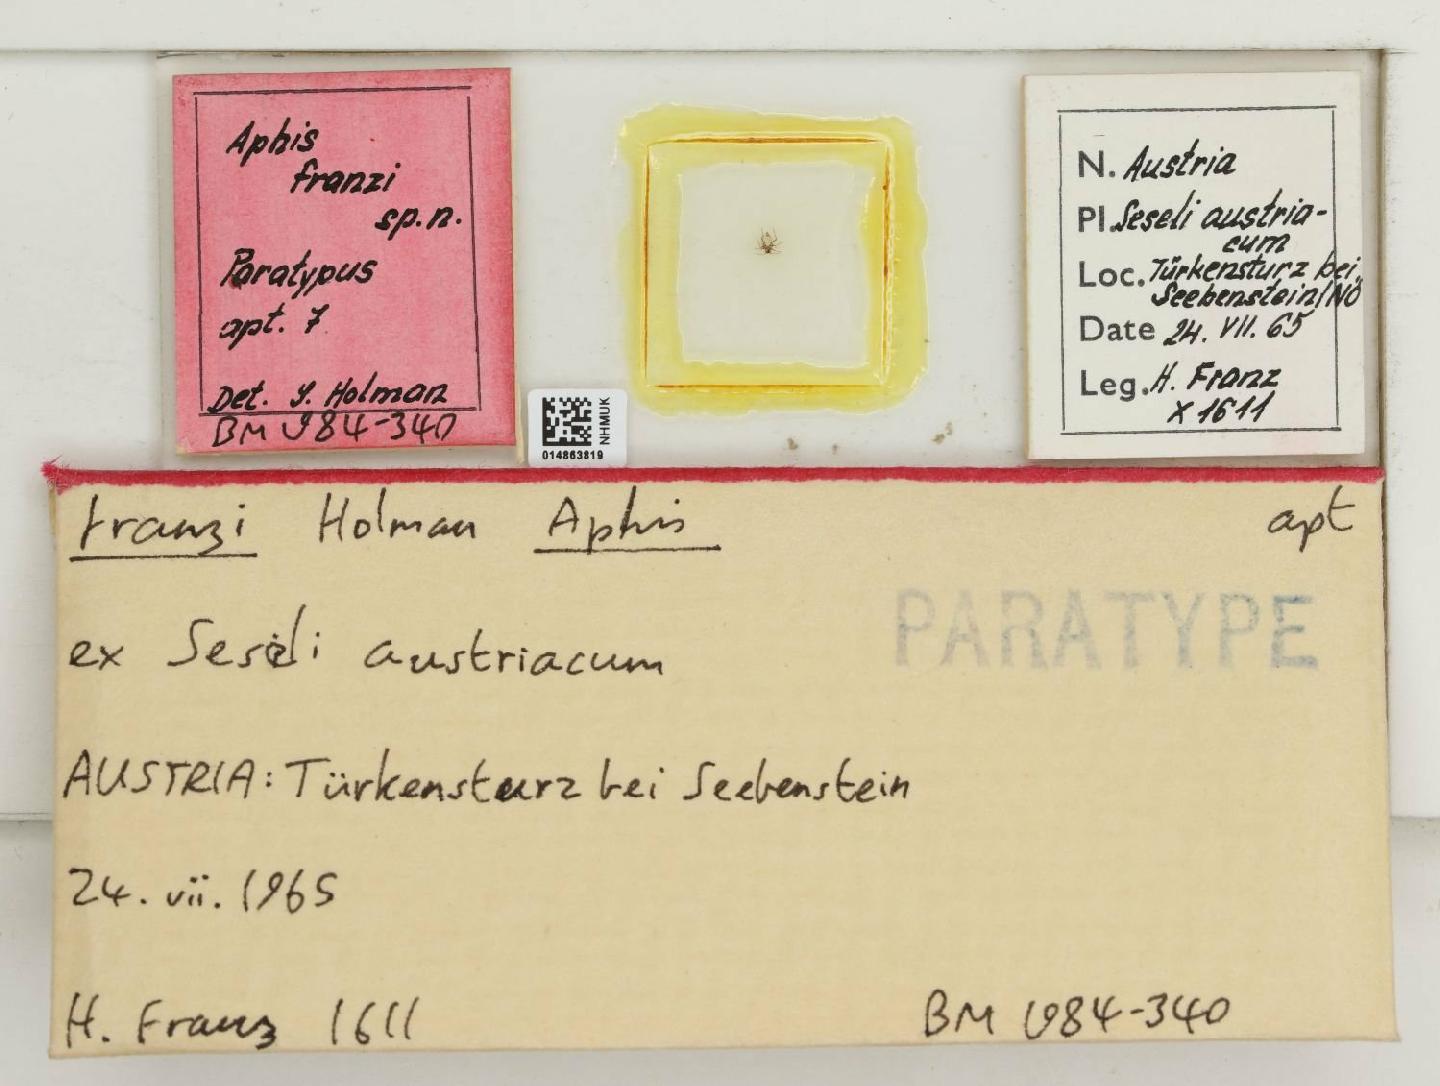 Aphis
franzi
sp.n.
Paratypus
apt. 7
Det. J. Holman
BM 1984-340
NHMUK
014863819
N. Austria
Pl. Seseli austria-
cum
Loc. Türkensturz bei
Seebenstein/NÖ
Date 24. VII. 65
Leg. H. Franz
X 1611
franzi Holman Aphis apt
PARATYPE
ex Seseli austriacum
AUSTRIA: Türkensturz bei Seebenstein
24. vii. 1965
H. Franz 1611 BM 1984-340